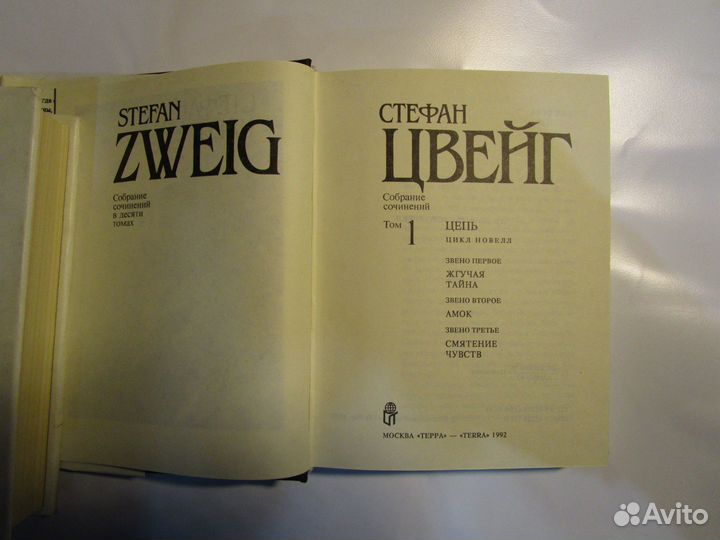 STEFAN
ZWEIG
Собрание
сочинений
в десяти
томах
СТЕФАН
ЦВЕЙГ
Собрание
сочинений
Том 1
ЦЕПЬ
ЦИКЛ НОВЕЛЛ
ЗВЕНО ПЕРВОЕ
ЖГУЧАЯ
ТАЙНА
ЗВЕНО ВТОРОЕ
АМОК
ЗВЕНО ТРЕТЬЕ
СМЯТЕНИЕ
ЧУВСТВ
МОСКВА «ТЕРРА» — «TERRA» 1992
Avito